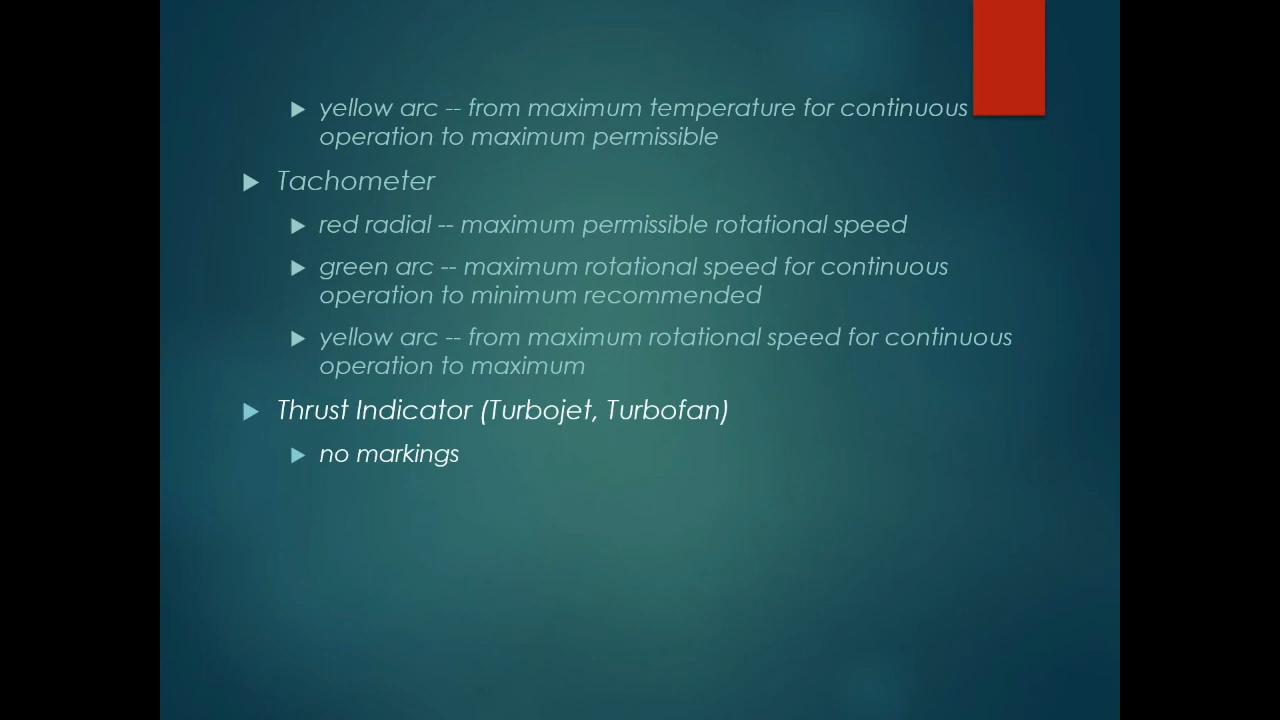 yellow arc -- from maximum temperature for continuous
operation to maximum permissible
Tachometer
red radial -- maximum permissible rotational speed
green arc -- maximum rotational speed for continuous
operation to minimum recommended
yellow arc -- from maximum rotational speed for continuous
operation to maximum
Thrust Indicator (Turbojet, Turbofan)
no markings